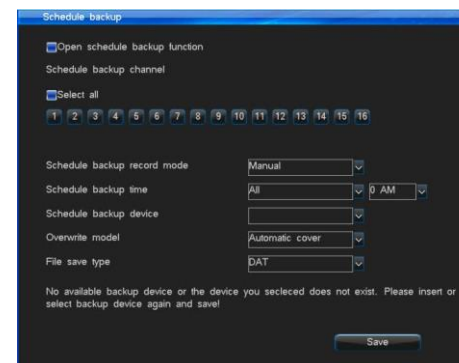 Schedule backup
Open schedule backup function
Schedule backup channel
Select all
1 2 3 4 5 6 7 8 9 10 11 12 13 14 15 16
Schedule backup record mode Manual
Schedule backup time All 0 AM
Schedule backup device
Overwrite model Automatic cover
File save type DAT
No available backup device or the device you secleced does not exist. Please insert or
select backup device again and save!
Save